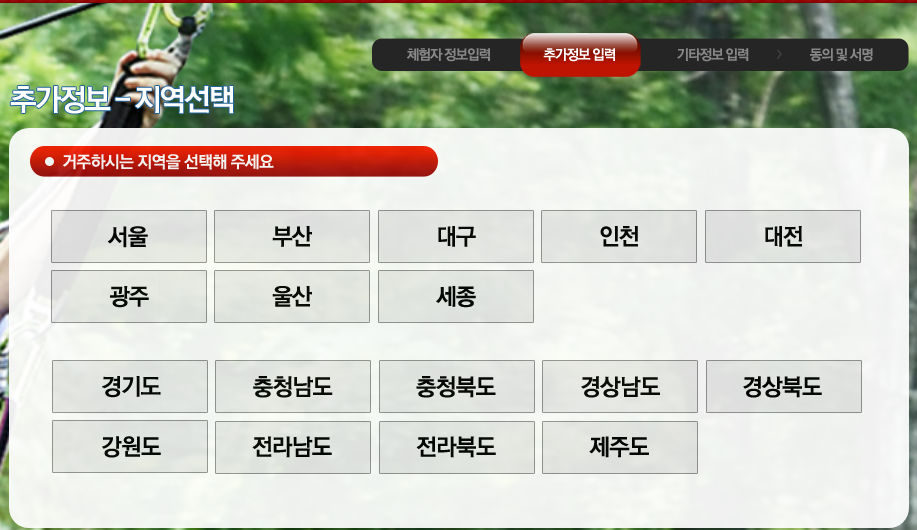 체험자 정보입력 추가정보 입력 기타정보 입력 〉 동의 및 서명
추가정보 - 지역선택
거주하시는 지역을 선택해 주세요
서울 부산 대구 인천 대전
광주 울산 세종
경기도 충청남도 충청북도 경상남도 경상북도
강원도 전라남도 전라북도 제주도